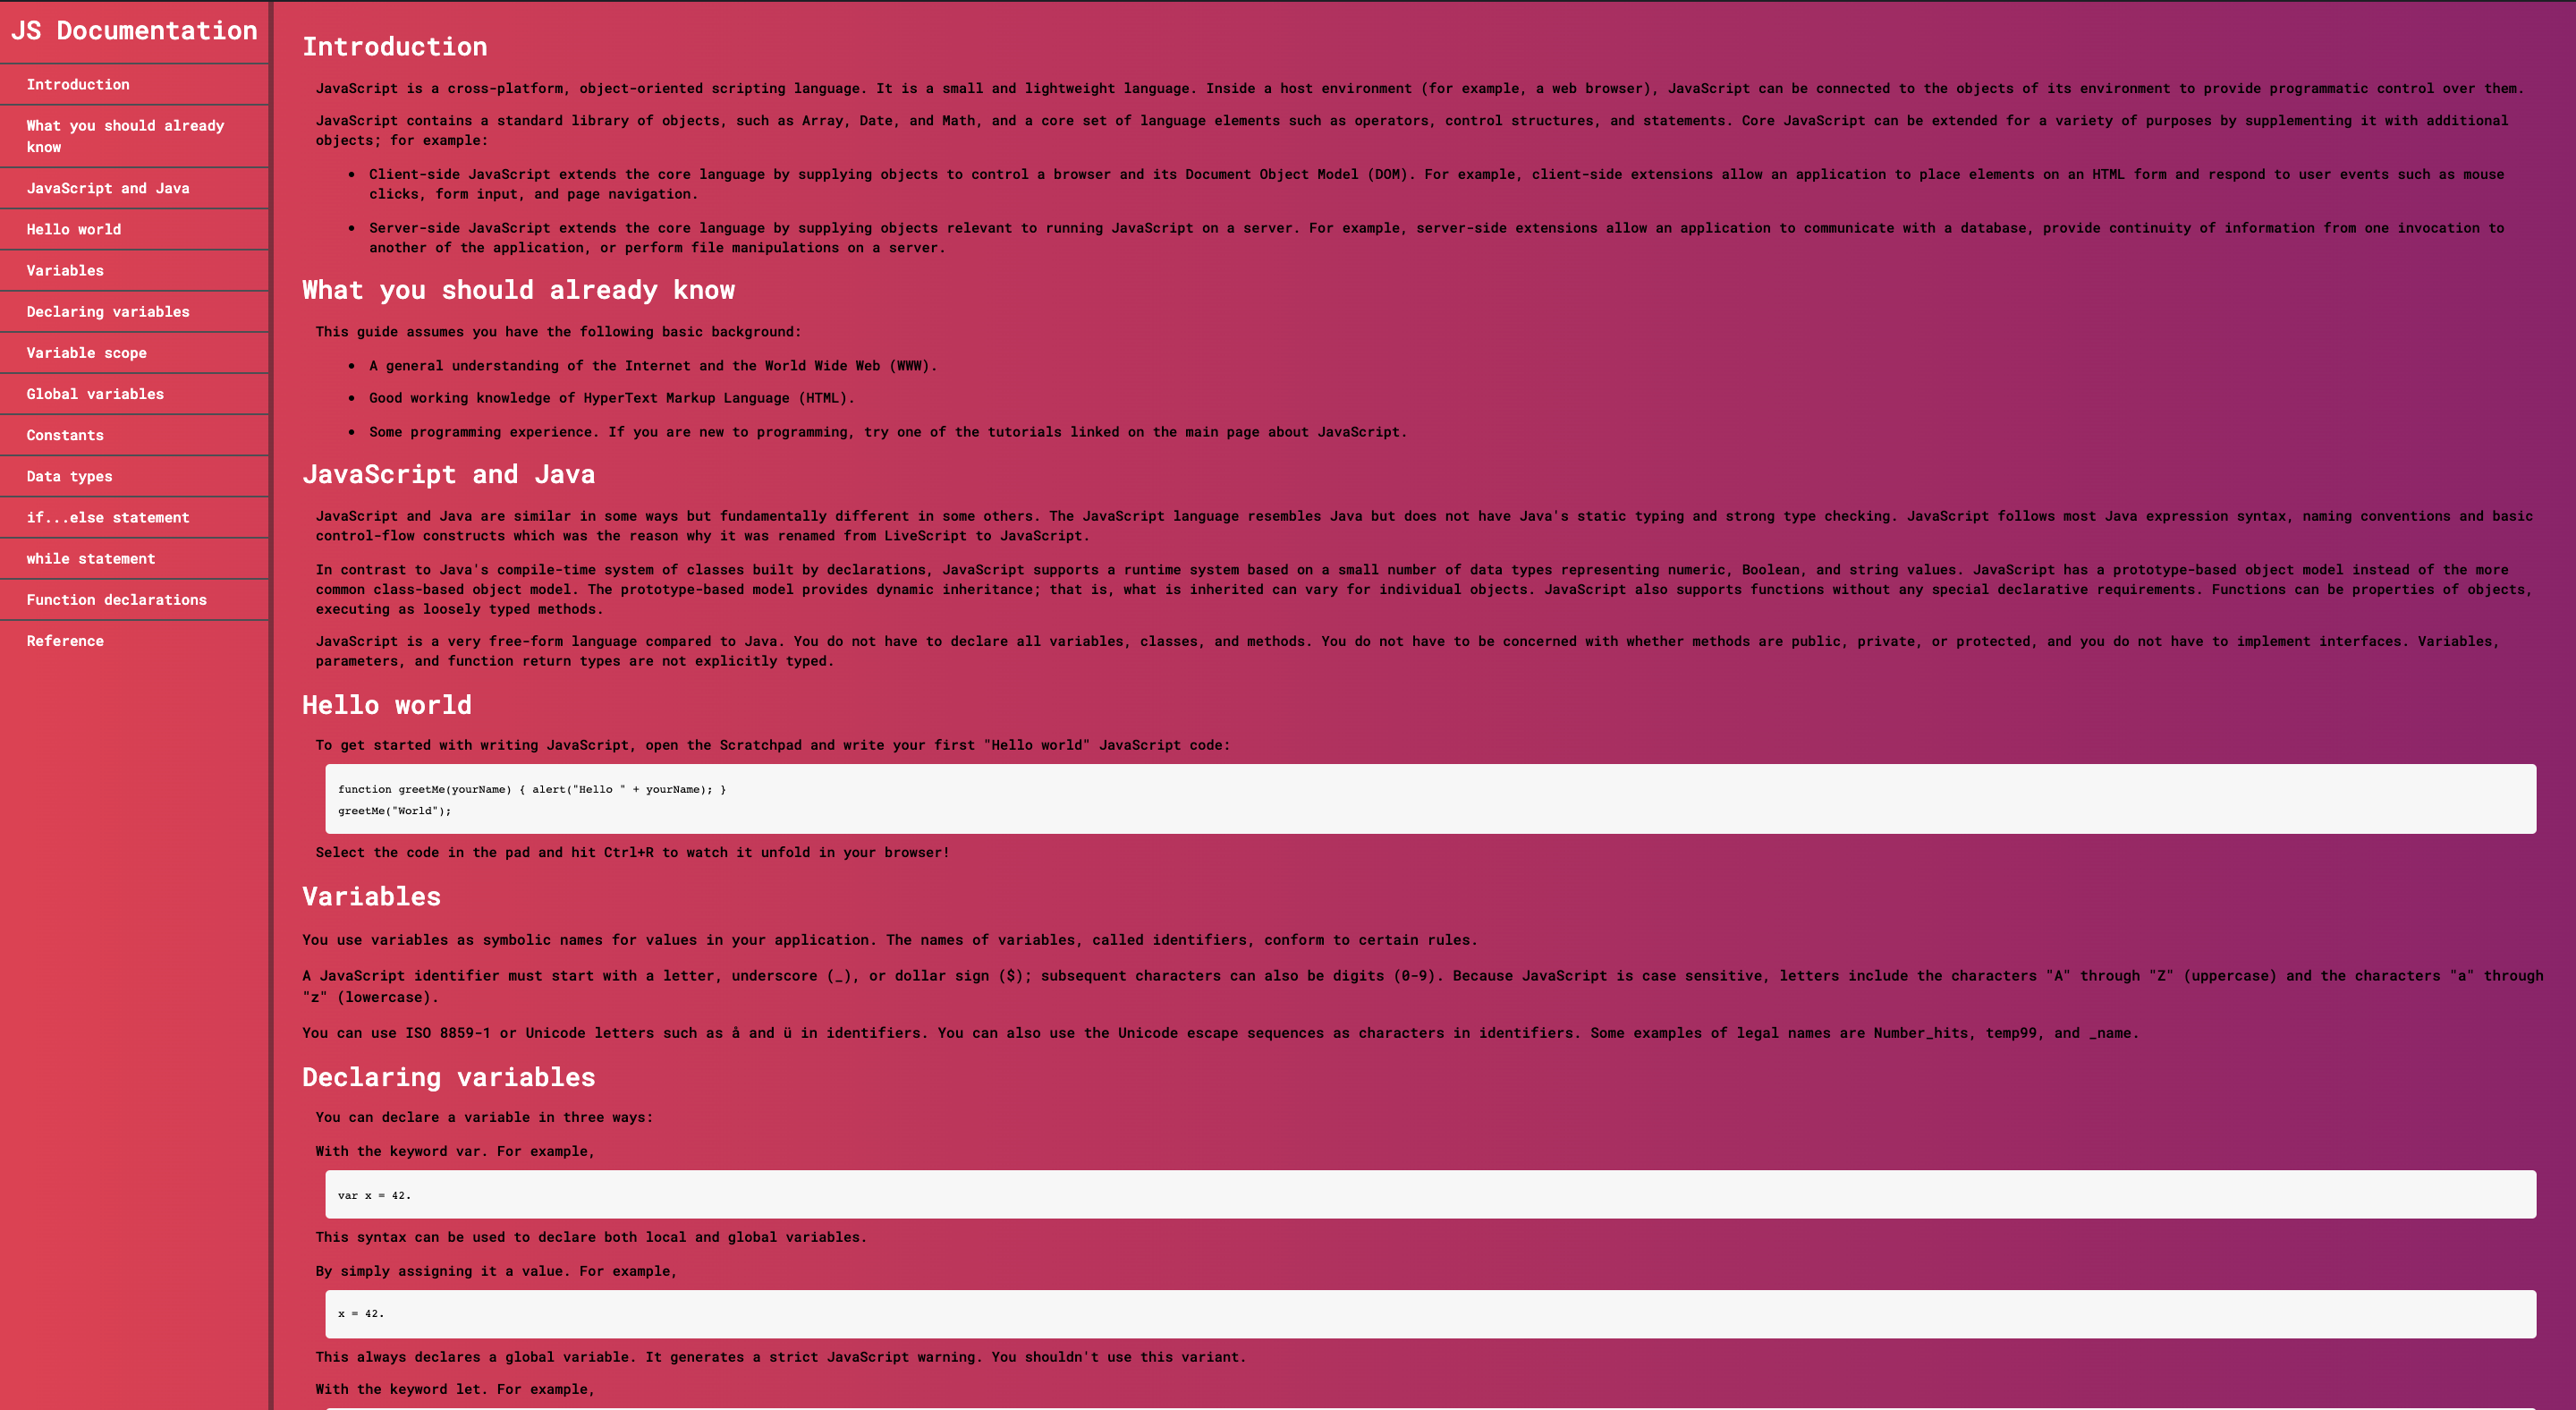 JS Documentation
Introduction
What you should already
know
JavaScript and Java
Hello world
Variables
Declaring variables
Variable scope
Global variables
Constants
Data types
if...else statement
while statement
Function declarations
Reference
Introduction
JavaScript is a cross-platform, object-oriented scripting language. It is a small and lightweight language. Inside a host environment (for example, a web browser), JavaScript can be connected to the objects of its environment to provide programmatic control over them.
JavaScript contains a standard library of objects, such as Array, Date, and Math, and a core set of language elements such as operators, control structures, and statements. Core JavaScript can be extended for a variety of purposes by supplementing it with additional
objects; for example:
• Client-side JavaScript extends the core language by supplying objects to control a browser and its Document Object Model (DOM). For example, client-side extensions allow an application to place elements on an HTML form and respond to user events such as mouse
clicks, form input, and page navigation.
• Server-side JavaScript extends the core language by supplying objects relevant to running JavaScript on a server. For example, server-side extensions allow an application to communicate with a database, provide continuity of information from one invocation to
another of the application, or perform file manipulations on a server.
What you should already know
This guide assumes you have the following basic background:
• A general understanding of the Internet and the World Wide Web (WWW).
• Good working knowledge of HyperText Markup Language (HTML).
• Some programming experience. If you are new to programming, try one of the tutorials linked on the main page about JavaScript.
JavaScript and Java
JavaScript and Java are similar in some ways but fundamentally different in some others. The JavaScript language resembles Java but does not have Java's static typing and strong type checking. JavaScript follows most Java expression syntax, naming conventions and basic
control-flow constructs which was the reason why it was renamed from LiveScript to JavaScript.
In contrast to Java's compile-time system of classes built by declarations, JavaScript supports a runtime system based on a small number of data types representing numeric, Boolean, and string values. JavaScript has a prototype-based object model instead of the more
common class-based object model. The prototype-based model provides dynamic inheritance; that is, what is inherited can vary for individual objects. JavaScript also supports functions without any special declarative requirements. Functions can be properties of objects,
executing as loosely typed methods.
JavaScript is a very free-form language compared to Java. You do not have to declare all variables, classes, and methods. You do not have to be concerned with whether methods are public, private, or protected, and you do not have to implement interfaces. Variables,
parameters, and function return types are not explicitly typed.
Hello world
To get started with writing JavaScript, open the Scratchpad and write your first "Hello world" JavaScript code:
function greetMe(yourName) { alert("Hello " + yourName); }
greetMe("World");
Select the code in the pad and hit Ctrl+R to watch it unfold in your browser!
Variables
You use variables as symbolic names for values in your application. The names of variables, called identifiers, conform to certain rules.
A JavaScript identifier must start with a letter, underscore (_), or dollar sign ($); subsequent characters can also be digits (0-9). Because JavaScript is case sensitive, letters include the characters "A" through "Z" (uppercase) and the characters "a" through
"z" (lowercase).
You can use ISO 8859-1 or Unicode letters such as å and ü in identifiers. You can also use the Unicode escape sequences as characters in identifiers. Some examples of legal names are Number_hits, temp99, and _name.
Declaring variables
You can declare a variable in three ways:
With the keyword var. For example,
var x = 42.
This syntax can be used to declare both local and global variables.
By simply assigning it a value. For example,
x = 42.
This always declares a global variable. It generates a strict JavaScript warning. You shouldn't use this variant.
With the keyword let. For example,